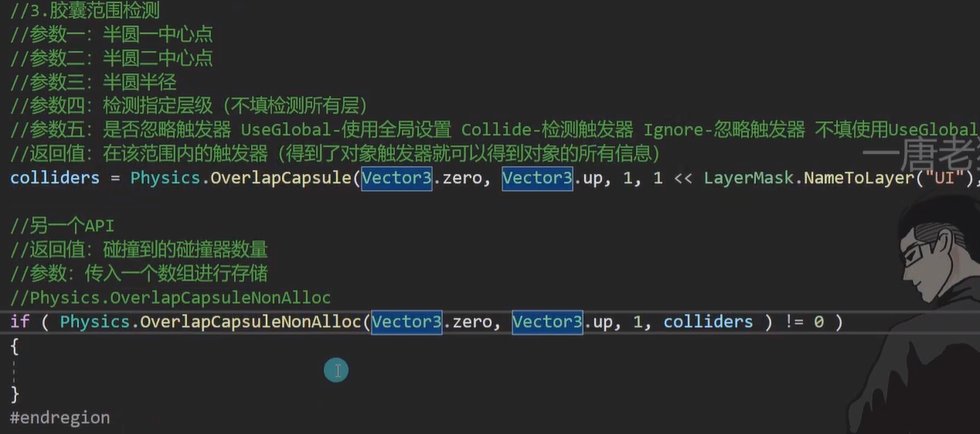 //3.胶囊范围检测
//参数一：半圆一中心点
//参数二：半圆二中心点
//参数三：半圆半径
//参数四：检测指定层级（不填检测所有层）
//参数五：是否忽略触发器 UseGlobal-使用全局设置 Collide-检测触发器 Ignore-忽略触发器 不填使用UseGlobal
//返回值：在该范围内的触发器（得到了对象触发器就可以得到对象的所有信息）
一唐老
colliders = Physics.OverlapCapsule(Vector3.zero, Vector3.up, 1, 1 << LayerMask.NameToLayer("UI"),
//另一个API
//返回值：碰撞到的碰撞器数量
//参数：传入一个数组进行存储
//Physics.OverlapCapsuleNonAlloc
if ( Physics.OverlapCapsuleNonAlloc(Vector3.zero, Vector3.up, 1, colliders ) != 0 )
{
}
#endregion